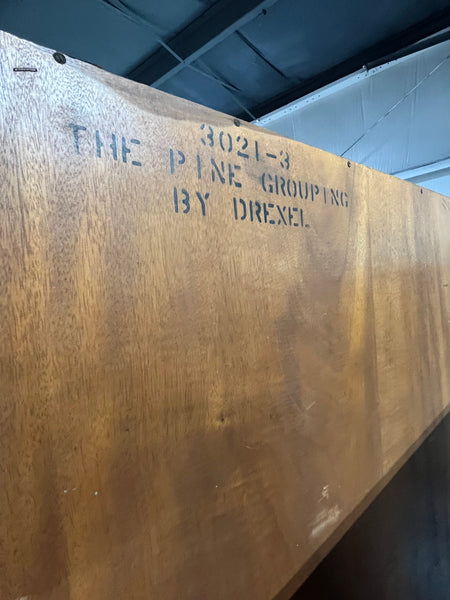 3021-3
THE PINE GROUPING
BY DREXEL